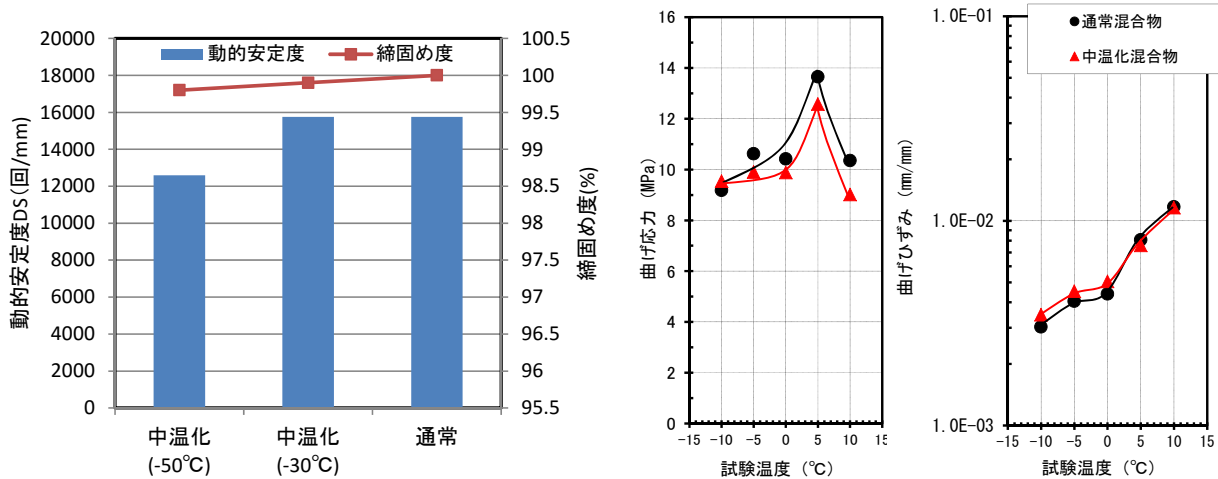 動的安定度DS(回/mm)
20000
18000
16000
14000
12000
10000
8000
6000
4000
2000
0
動的安定度
締固め度
100.5
100
99.5
99
98.5
98
97.5
97
96.5
96
95.5
締固め度(%)
中温化
(-50℃)
中温化
(-30℃)
通常
曲げ応力 (MPa)
16
14
12
10
8
6
4
2
0
-15
-10
-5
0
5
10
15
試験温度 (℃)
曲げひずみ (mm/mm)
1.0E-01
1.0E-02
1.0E-03
通常混合物
中温化混合物
-15
-10
-5
0
5
10
15
試験温度 (℃)